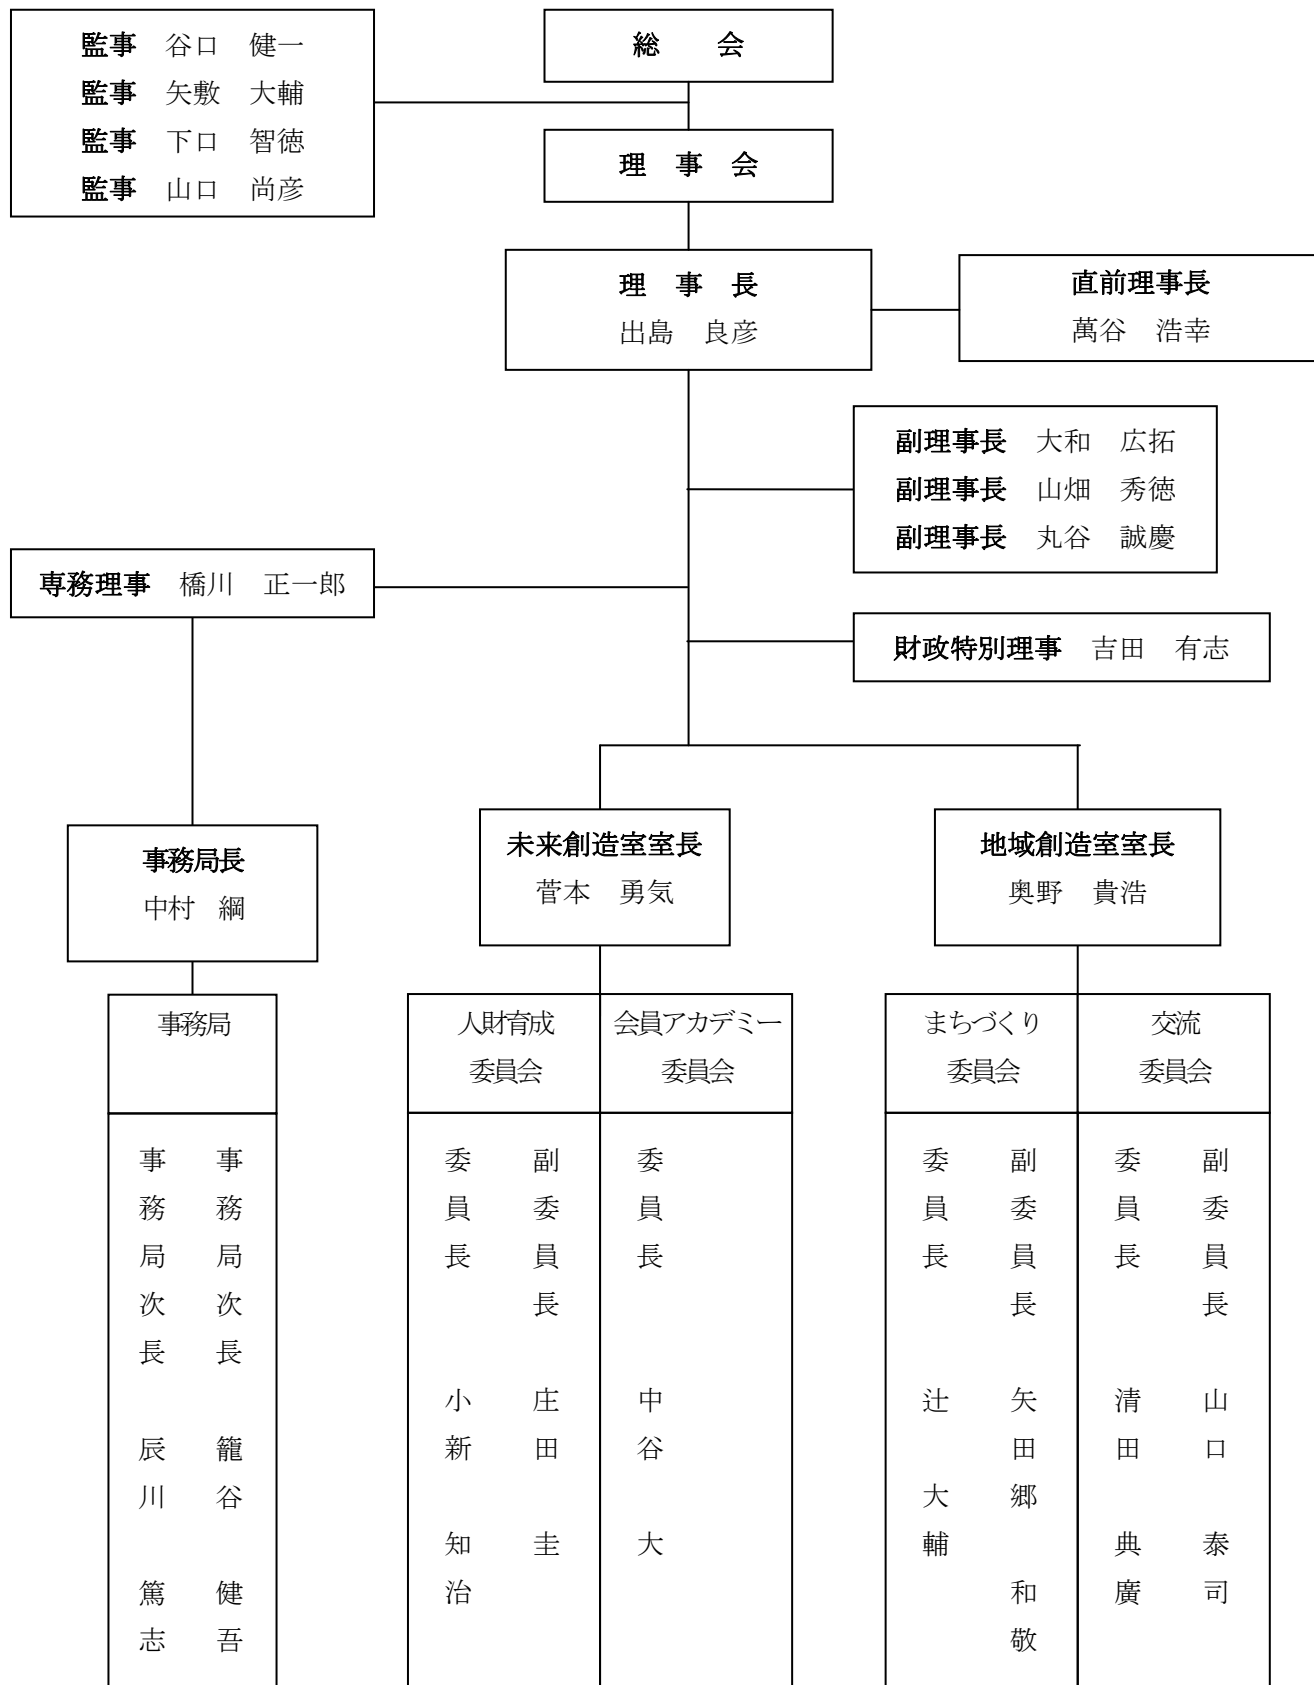 監事　谷口　健一
監事　矢敷　大輔
監事　下口　智徳
監事　山口　尚彦
総　会
理　事　会
理　事　長
出島　良彦
直前理事長
萬谷　浩幸
副理事長　大和　広拓
副理事長　山畑　秀徳
副理事長　丸谷　誠慶
専務理事　橋川　正一郎
財政特別理事　吉田　有志
事務局長
中村　綱
未来創造室室長
菅本　勇気
地域創造室室長
奥野　貴浩
事務局
事務局次長　辰川　篤志
事務局次長　籠谷　健吾
人財育成
委員会
委員長　小新　知治
副委員長　庄田　圭
会員アカデミー
委員会
委員長　中谷　大
まちづくり
委員会
委員長　辻　大輔
副委員長　矢田郷　和敬
交流
委員会
委員長　清田　典廣
副委員長　山口　泰司